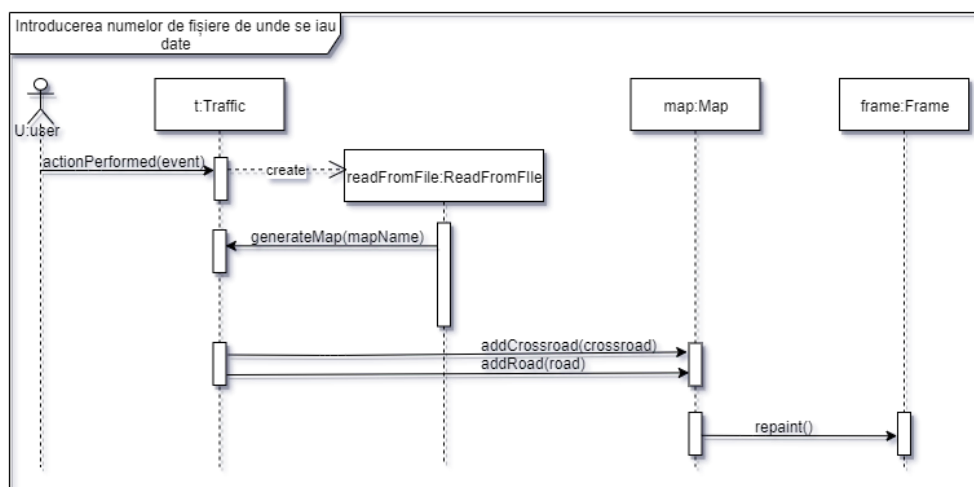 Introducerea numelor de fișiere de unde se iau
date
U:user
t:Traffic
map:Map
frame:Frame
actionPerformed(event)
create
readFromFile:ReadFromFIle
generateMap(mapName)
addCrossroad(crossroad)
addRoad(road)
repaint()